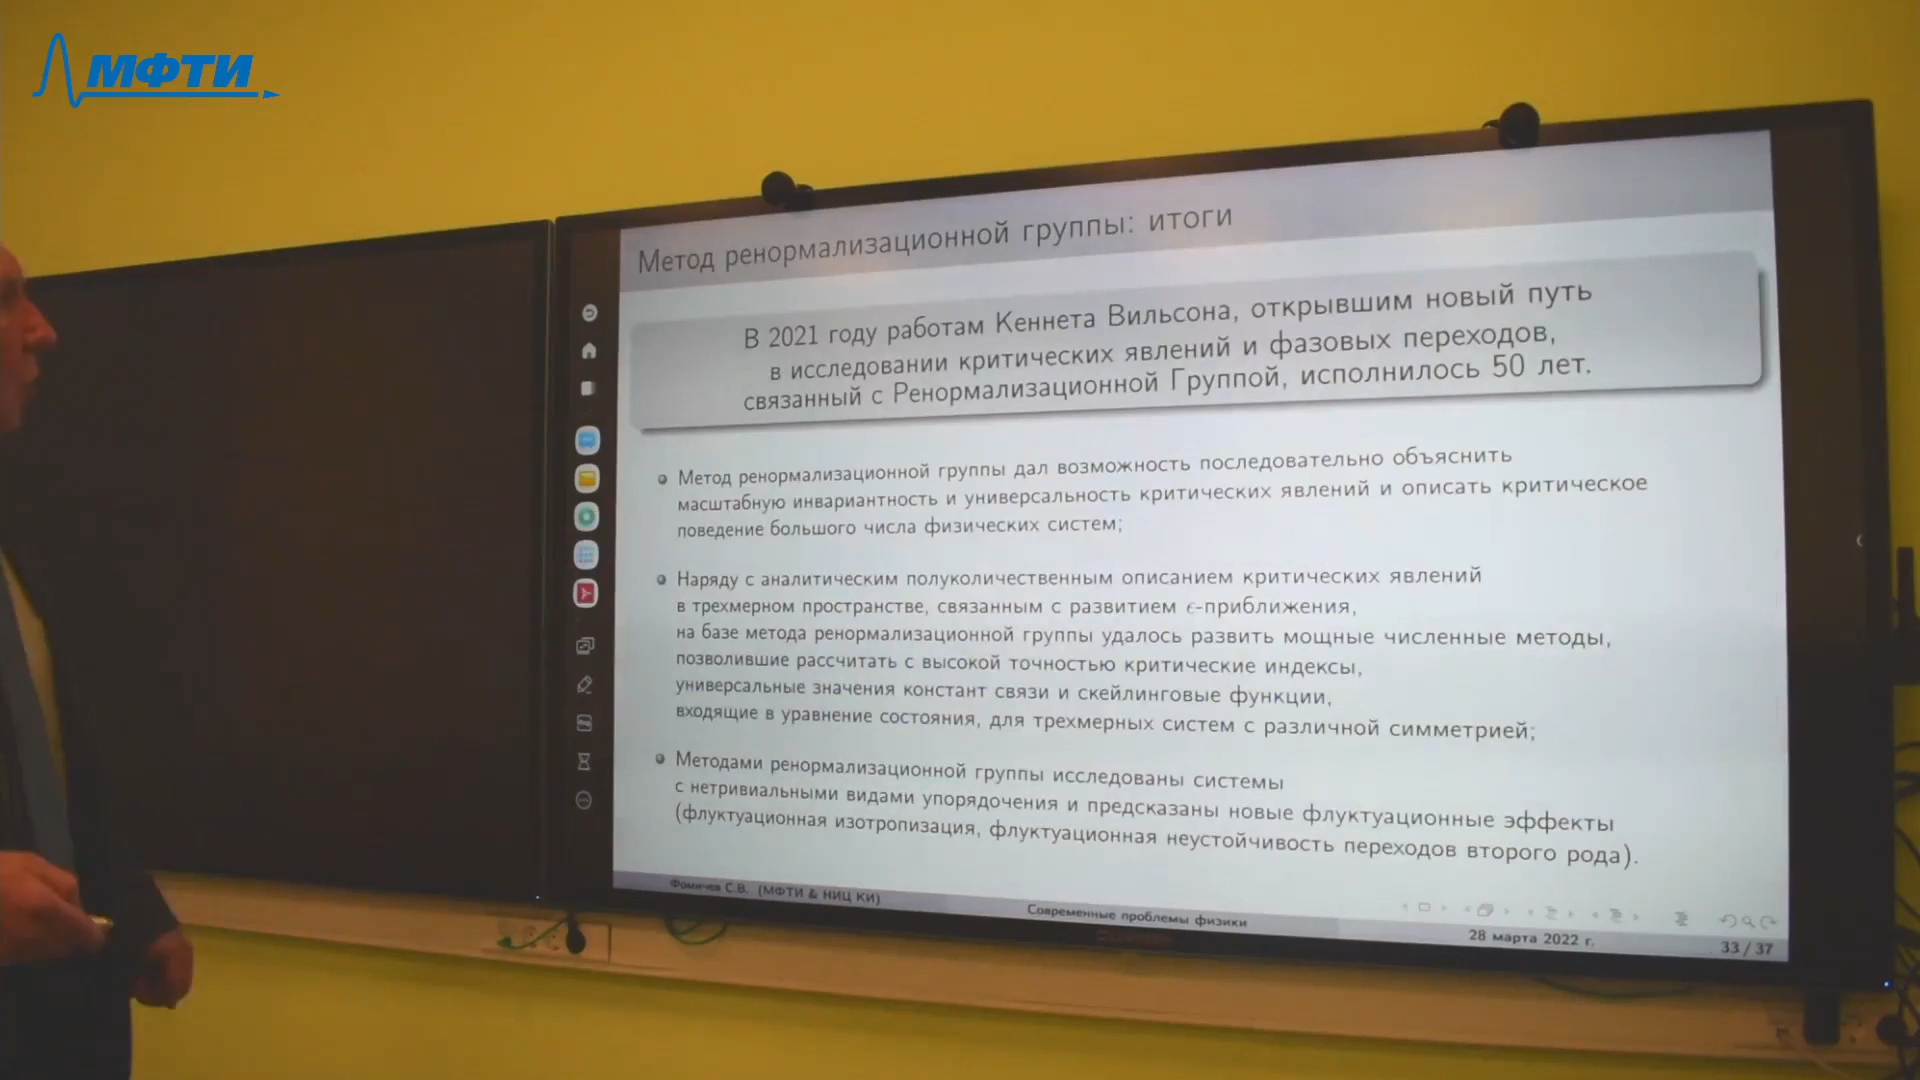 МФТИ
Метод ренормализационной группы: итоги
В 2021 году работам Кеннета Вильсона, открывшим новый путь
в исследовании критических явлений и фазовых переходов,
связанный с Ренормализационной Группой, исполнилось 50 лет.
Метод ренормализационной группы дал возможность последовательно объяснить
масштабную инвариантность и универсальность критических явлений и описать критическое
поведение большого числа физических систем;
Наряду с аналитическим полуколичественным описанием критических явлений
в трехмерном пространстве, связанным с развитием ϵ-приближения,
на базе метода ренормализационной группы удалось развить мощные численные методы,
позволившие рассчитать с высокой точностью критические индексы,
универсальные значения констант связи и скейлинговые функции,
входящие в уравнение состояния, для трехмерных систем с различной симметрией;
Методами ренормализационной группы исследованы системы
с нетривиальными видами упорядочения и предсказаны новые флуктуационные эффекты
(флуктуационная изотропизация, флуктуационная неустойчивость переходов второго рода).
Фомичев С.В. (МФТИ & НИЦ КИ)
Современные проблемы физики
28 марта 2022 г.
33 / 37